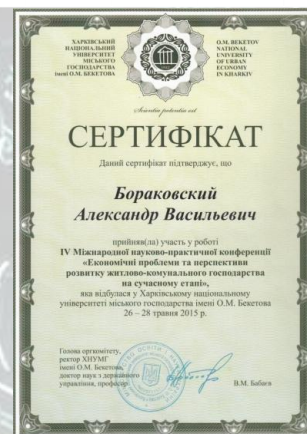 ХАРКІВСЬКИЙ
НАЦІОНАЛЬНИЙ
УНІВЕРСИТЕТ
МІСЬКОГО
ГОСПОДАРСТВА
імені О.М. БЕКЕТОВА
O.M. BEKETOV
NATIONAL
UNIVERSITY
OF URBAN
ECONOMY
IN KHARKIV
Scientia potentia est
СЕРТИФІКАТ
Даний сертифікат підтверджує, що
Бораковский
Александр Васильевич
прийняв(ла) участь у роботі
IV Міжнародної науково-практичної конференції
«Економічні проблеми та перспективи
розвитку житлово-комунального господарства
на сучасному етапі»,
яка відбулася у Харківському національному
університеті міського господарства імені О.М. Бекетова
26 – 28 травня 2015 р.
Голова оргкомітету,
ректор ХНУМГ
імені О.М. Бекетова,
доктор наук з державного
управління, професор
В.М. Бабаєв